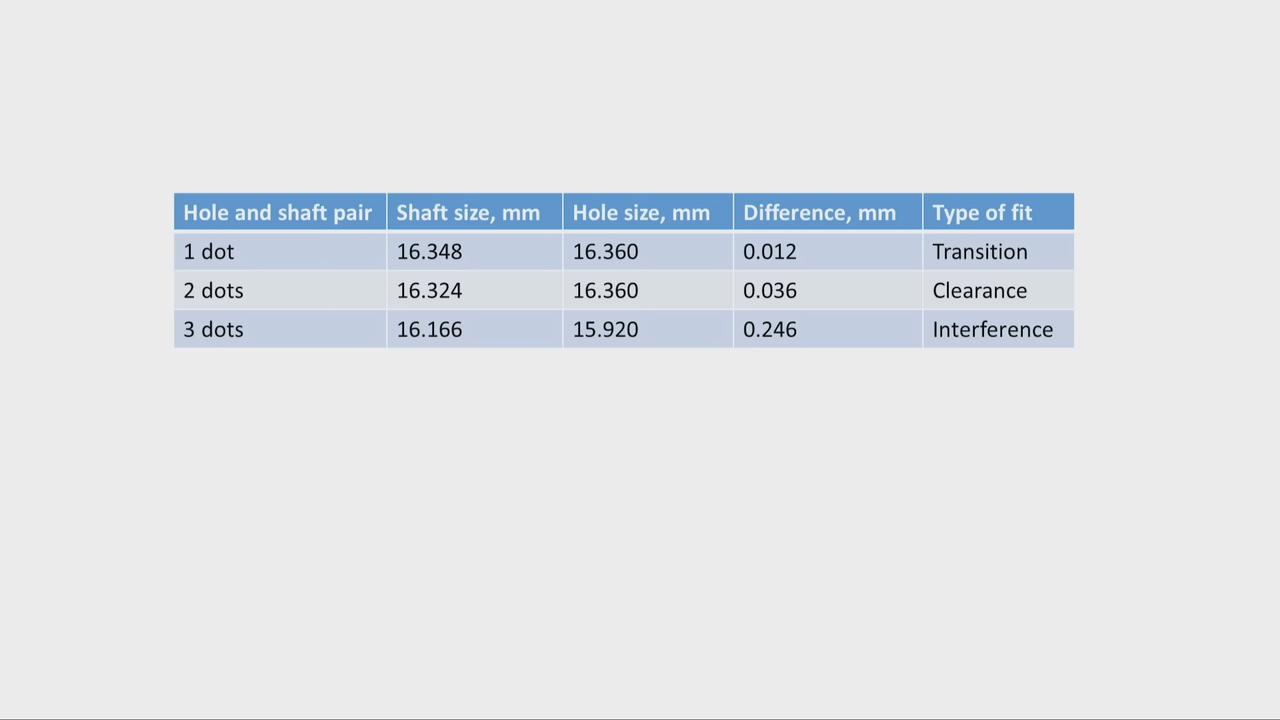 Hole and shaft pair Shaft size, mm Hole size, mm Difference, mm Type of fit
1 dot 16.348 16.360 0.012 Transition
2 dots 16.324 16.360 0.036 Clearance
3 dots 16.166 15.920 0.246 Interference